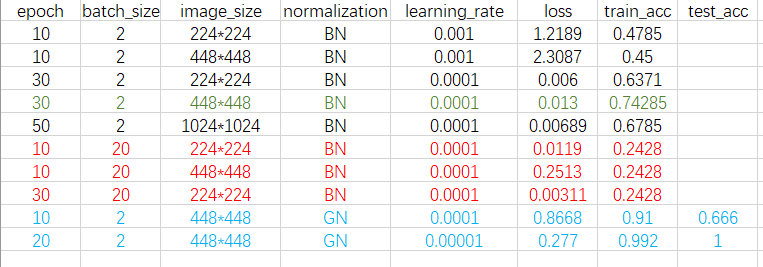 epoch batch_size image_size normalization learning_rate loss train_acc test_acc
10 2 224*224 BN 0.001 1.2189 0.4785
10 2 448*448 BN 0.001 2.3087 0.45
30 2 224*224 BN 0.0001 0.006 0.6371
30 2 448*448 BN 0.0001 0.013 0.74285
50 2 1024*1024 BN 0.0001 0.00689 0.6785
10 20 224*224 BN 0.0001 0.0119 0.2428
10 20 448*448 BN 0.0001 0.2513 0.2428
30 20 224*224 BN 0.0001 0.00311 0.2428
10 2 448*448 GN 0.0001 0.8668 0.91 0.666
20 2 448*448 GN 0.00001 0.277 0.992 1